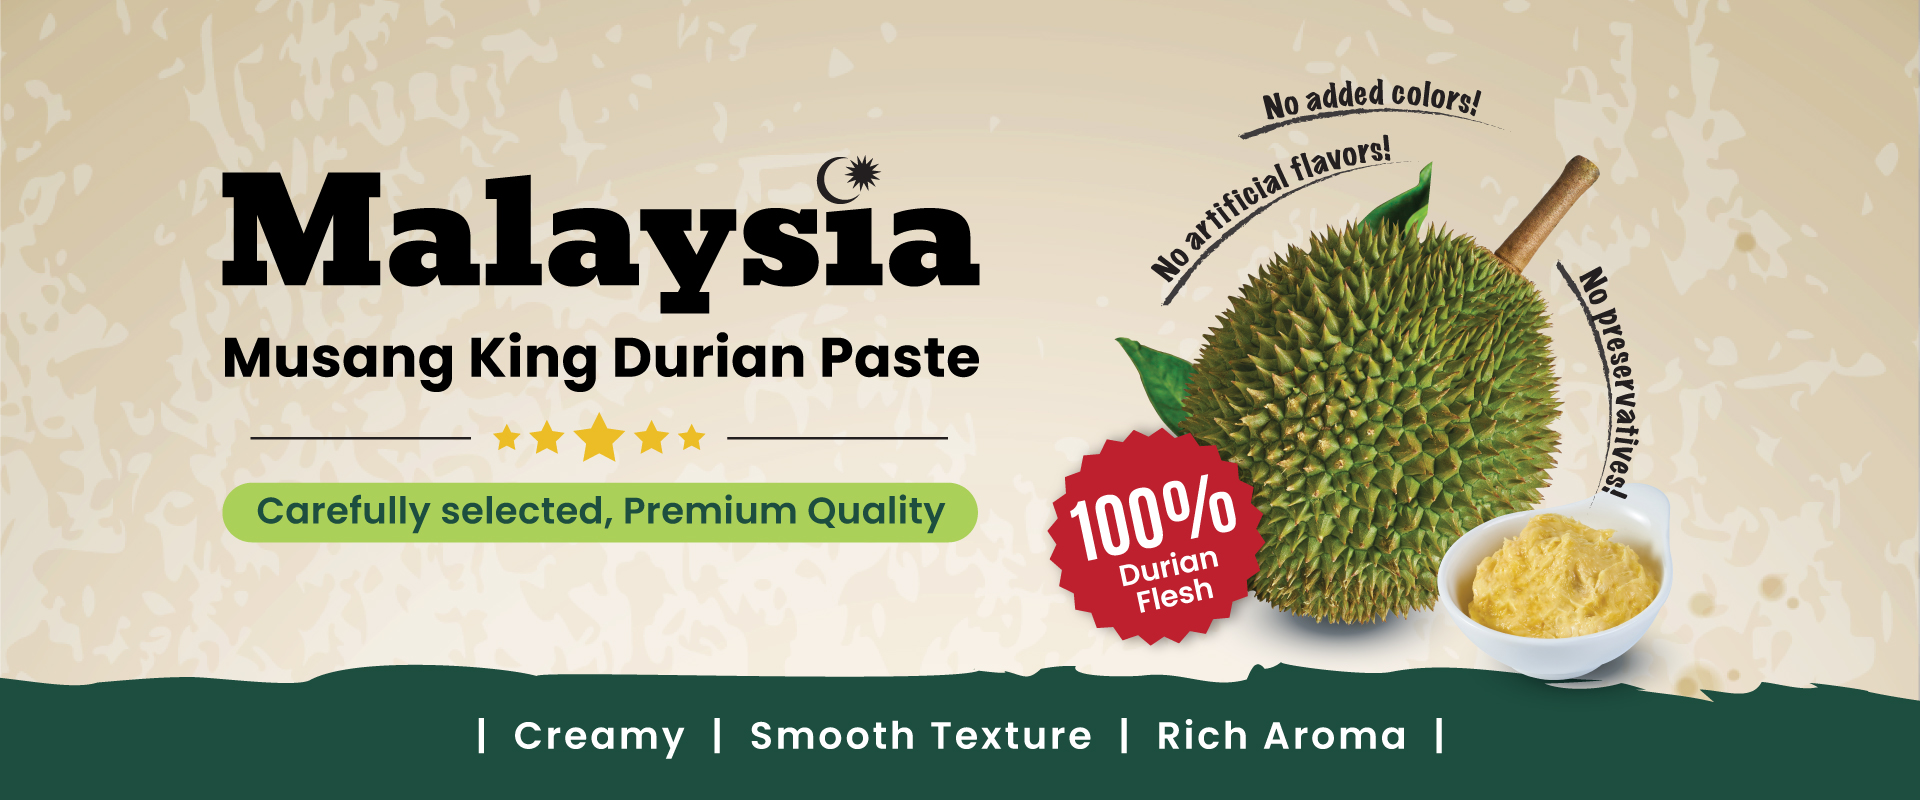 Malaysia
Musang King Durian Paste
Carefully selected, Premium Quality
No added colors!
No artificial flavors!
No preservatives!
100%
Durian
Flesh
| Creamy | Smooth Texture | Rich Aroma |